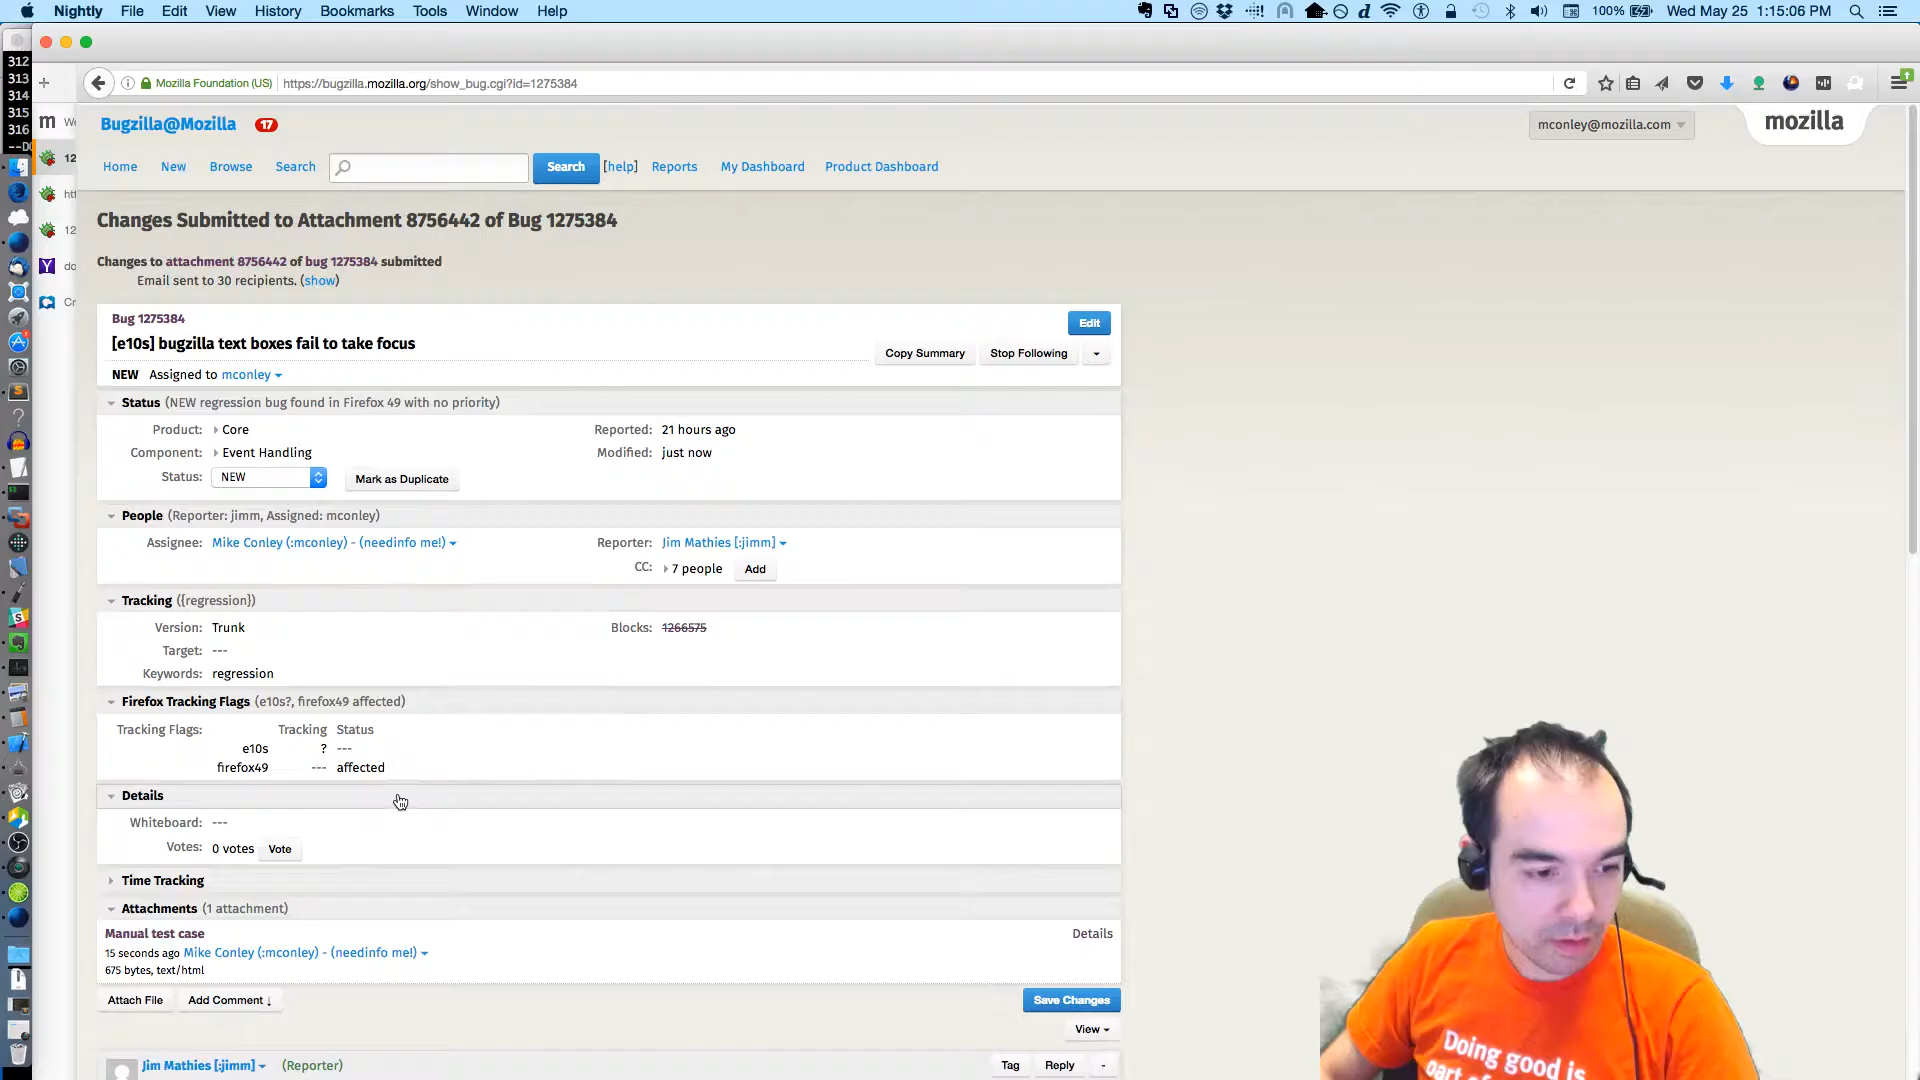 Nightly File Edit View History Bookmarks Tools Window Help
100% Wed May 25 1:15:06 PM
312
313
314
315
316
Mozilla Foundation (US) https://bugzilla.mozilla.org/show_bug.cgi?id=1275384
Bugzilla@Mozilla 17
mconley@mozilla.com
mozilla
Home New Browse Search Search [help] Reports My Dashboard Product Dashboard
Changes Submitted to Attachment 8756442 of Bug 1275384
Changes to attachment 8756442 of bug 1275384 submitted
Email sent to 30 recipients. (show)
Bug 1275384
Edit
[e10s] bugzilla text boxes fail to take focus
Copy Summary Stop Following
NEW Assigned to mconley
Status (NEW regression bug found in Firefox 49 with no priority)
Product: Core
Reported: 21 hours ago
Component: Event Handling
Modified: just now
Status: NEW Mark as Duplicate
People (Reporter: jimm, Assigned: mconley)
Assignee: Mike Conley (:mconley) - (needinfo me!)
Reporter: Jim Mathies [:jimm]
CC: 7 people Add
Tracking ({regression})
Version: Trunk
Blocks: 1266575
Target: ---
Keywords: regression
Firefox Tracking Flags (e10s?, firefox49 affected)
Tracking Flags: Tracking Status
e10s ? ---
firefox49 --- affected
Details
Whiteboard: ---
Votes: 0 votes Vote
Time Tracking
Attachments (1 attachment)
Manual test case
Details
15 seconds ago Mike Conley (:mconley) - (needinfo me!)
675 bytes, text/html
Attach File Add Comment ↓
Save Changes
View
Jim Mathies [:jimm] (Reporter)
Tag Reply -
Doing good is
part of